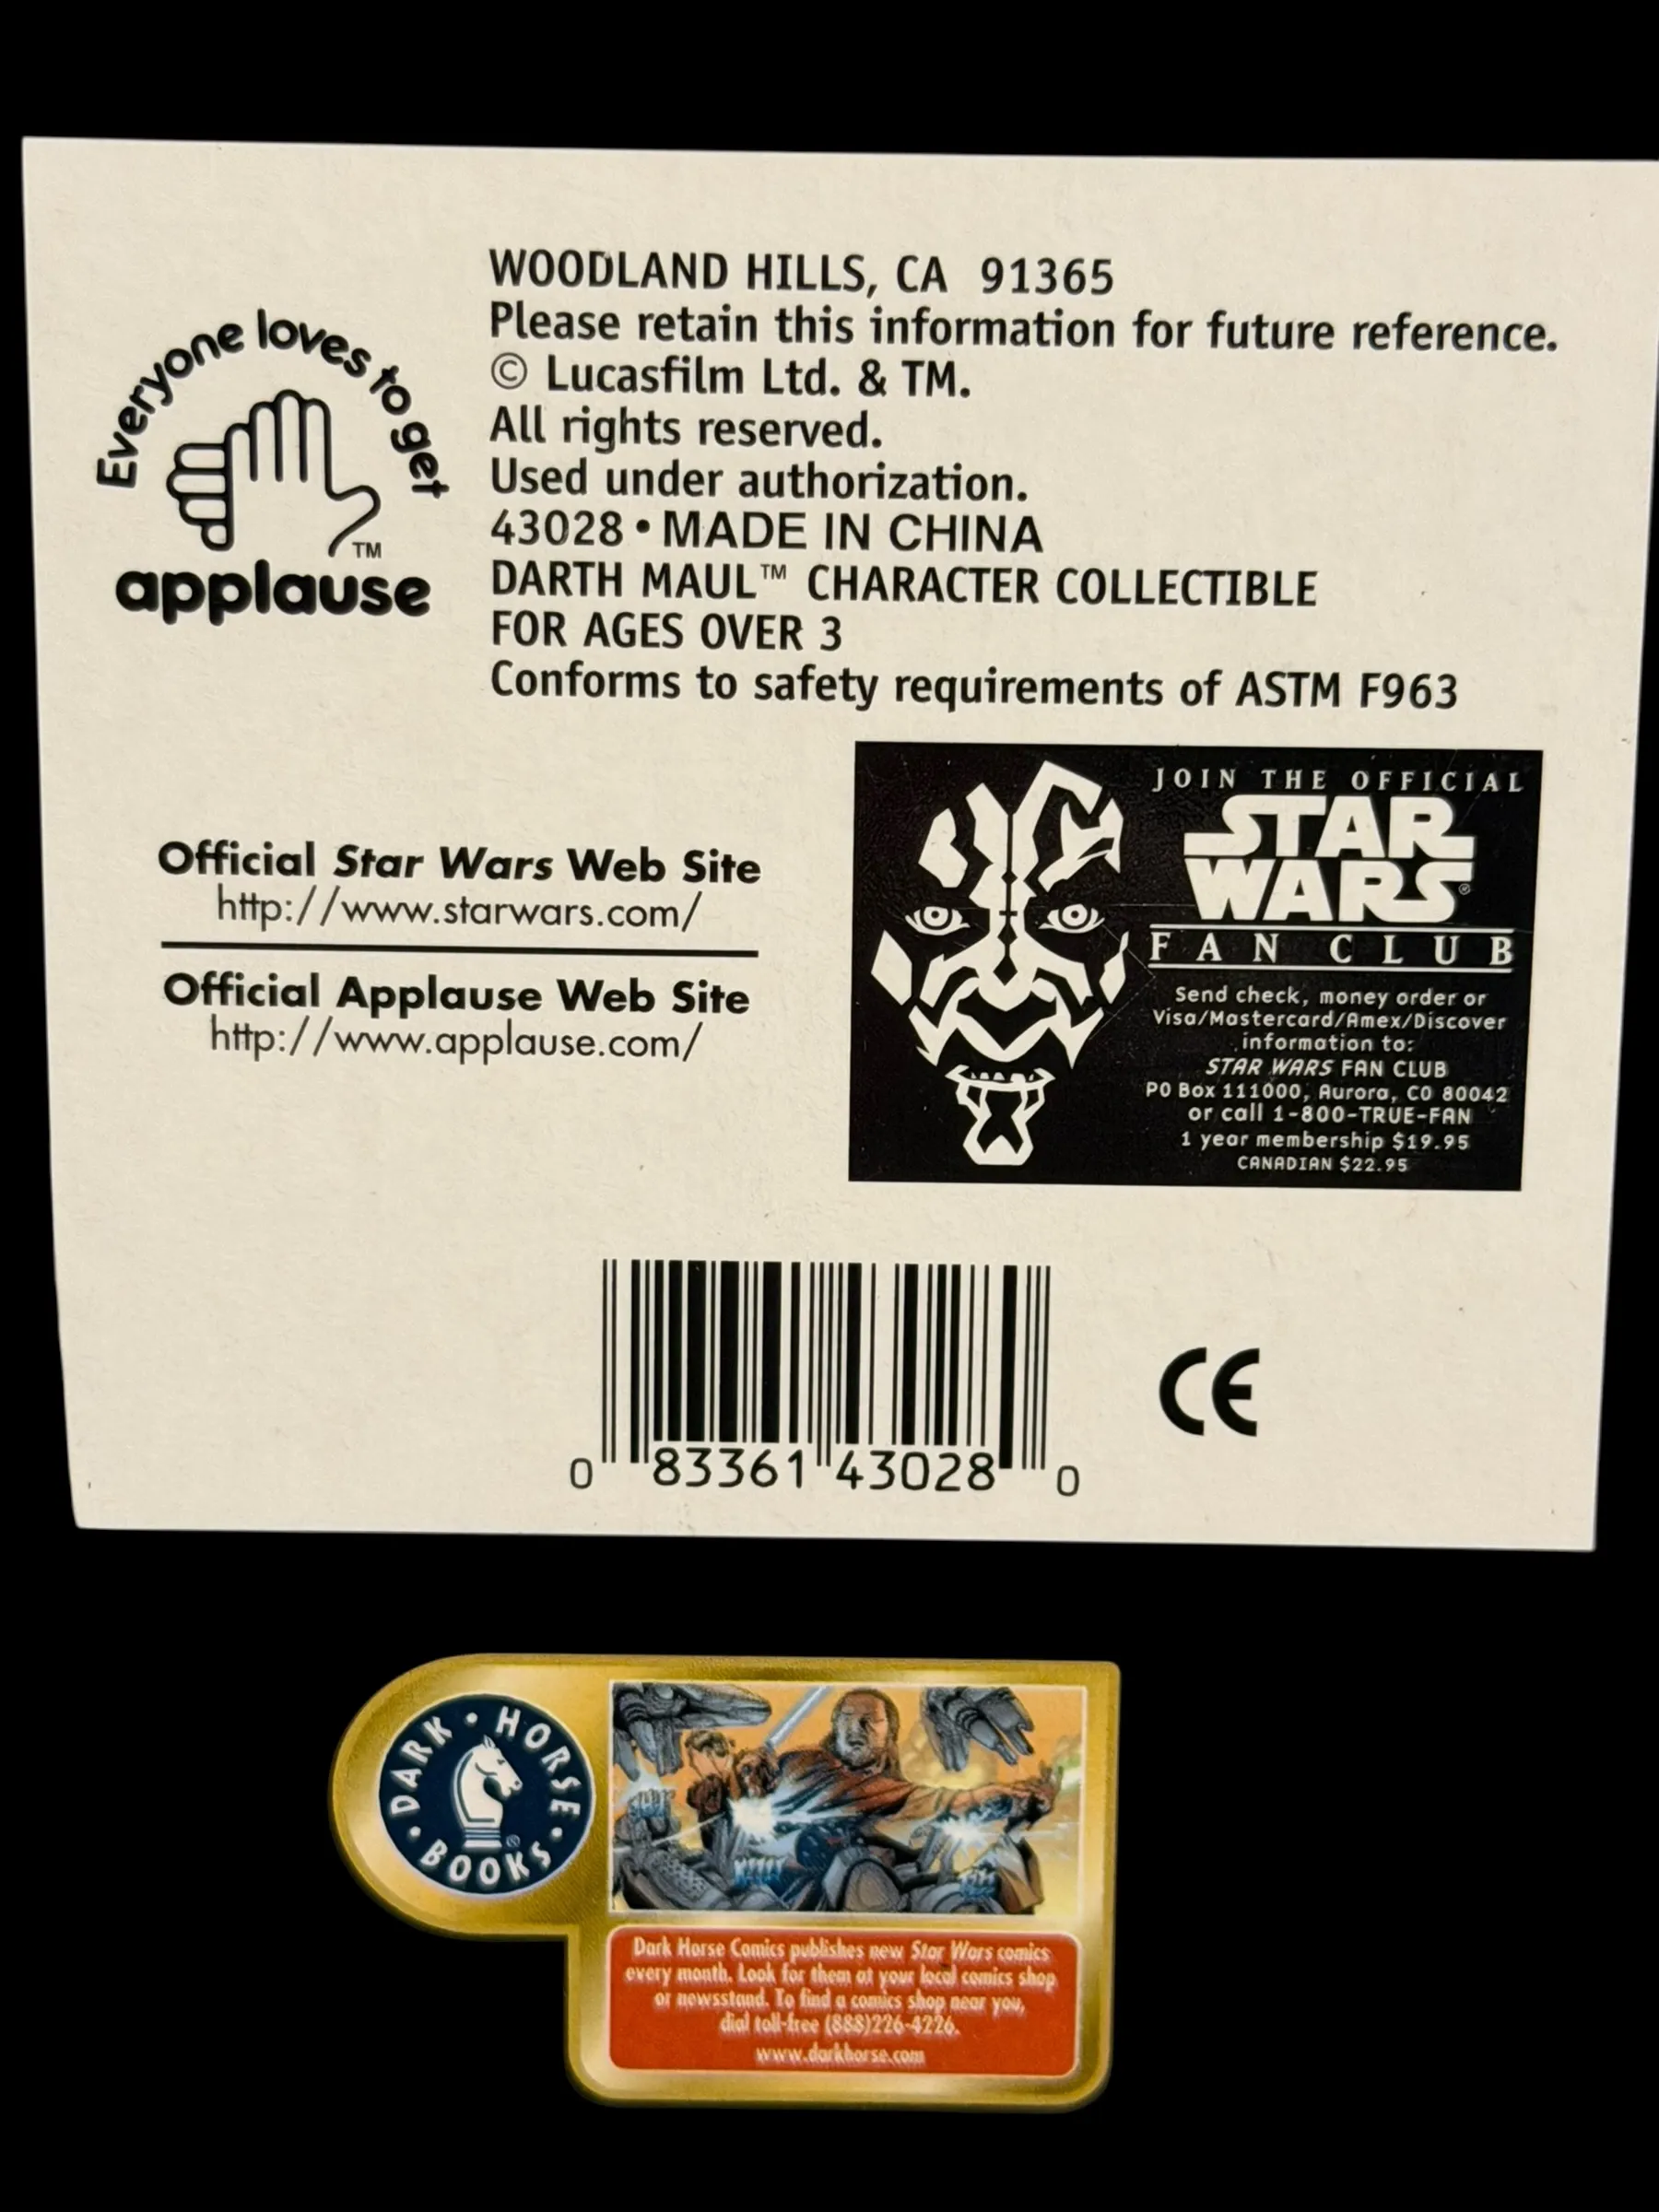 Everyone loves to get
TM
applause
WOODLAND HILLS, CA 91365
Please retain this information for future reference.
© Lucasfilm Ltd. & TM.
All rights reserved.
Used under authorization.
43028 • MADE IN CHINA
DARTH MAUL™ CHARACTER COLLECTIBLE
FOR AGES OVER 3
Conforms to safety requirements of ASTM F963
Official Star Wars Web Site
http://www.starwars.com/
Official Applause Web Site
http://www.applause.com/
JOIN THE OFFICIAL
STAR
WARS®
FAN CLUB
Send check, money order or
Visa/Mastercard/Amex/Discover
information to:
STAR WARS FAN CLUB
PO Box 111000, Aurora, CO 80042
or call 1-800-TRUE-FAN
1 year membership $19.95
CANADIAN $22.95
0 83361 43028 0
CE
DARK • HORSE • BOOKS • ®
Dark Horse Comics publishes new Star Wars comics
every month. Look for them at your local comics shop
or newsstand. To find a comics shop near you,
dial toll-free (888)226-4226.
www.darkhorse.com